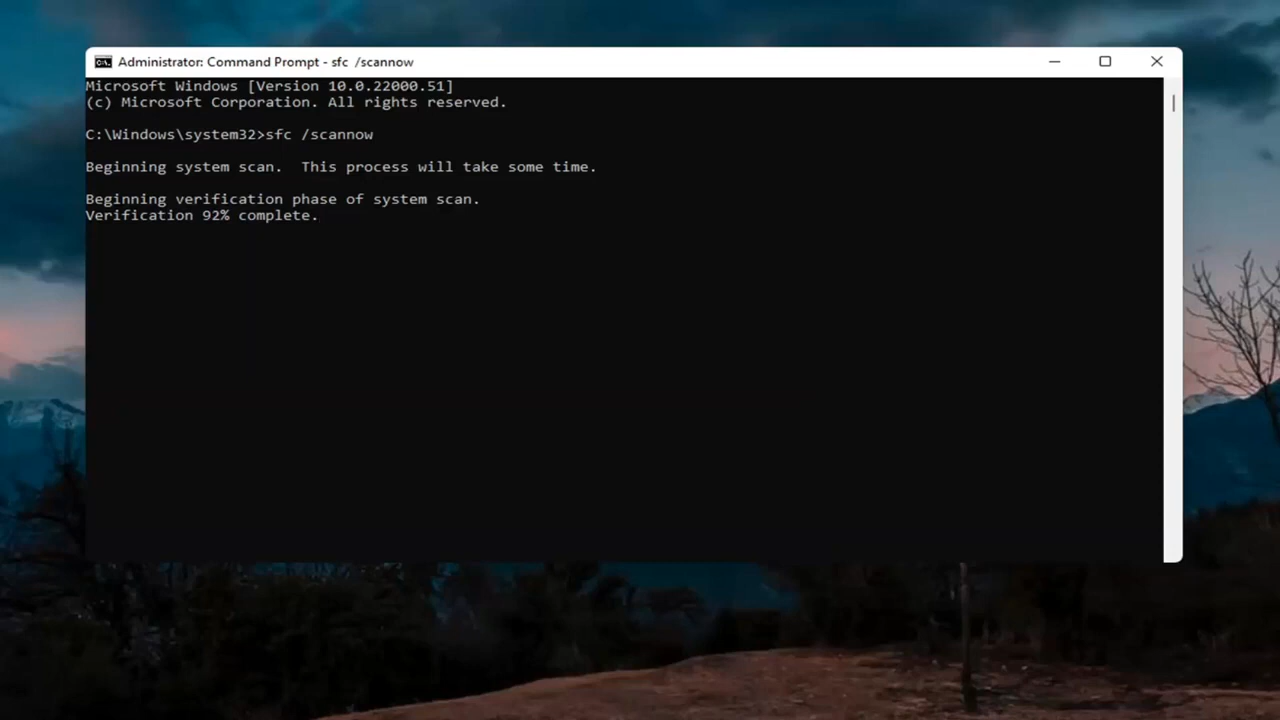 Administrator: Command Prompt - sfc  /scannow
Microsoft Windows [Version 10.0.22000.51]
(c) Microsoft Corporation. All rights reserved.
C:\Windows\system32>sfc /scannow
Beginning system scan.  This process will take some time.
Beginning verification phase of system scan.
Verification 92% complete.